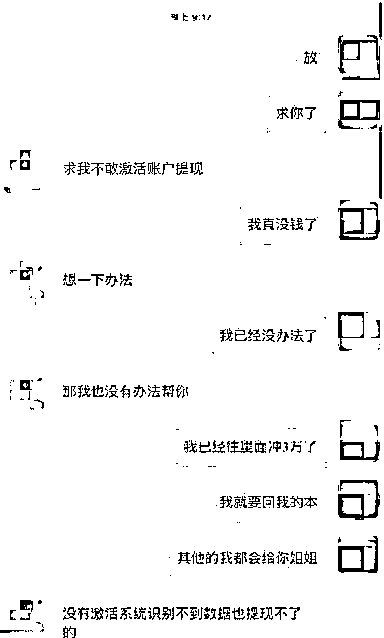 晚上 9:12
放
求你了
求我不敢激活账户提现
我真没钱了
想一下办法
我已经没办法了
那我也没有办法帮你
我已经往里面冲3万了
我就要回我的本
其他的我都会给你姐姐
没有激活系统识别不到数据也提现不了
的